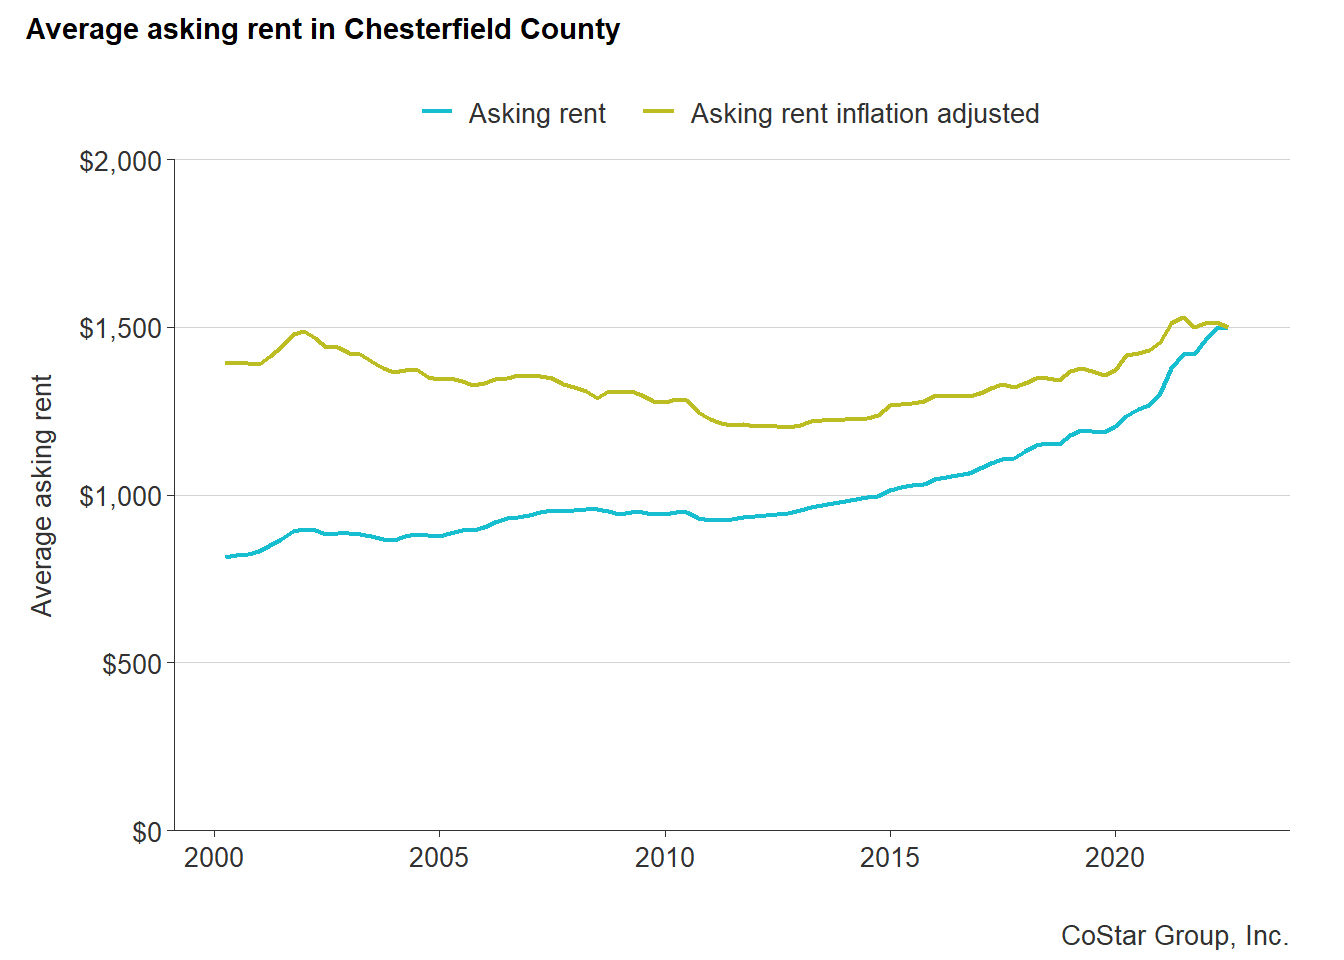 Average asking rent in Chesterfield County
Asking rent Asking rent inflation adjusted
$2,000
$1,500
$1,000
$500
$0
Average asking rent
2000 2005 2010 2015 2020
CoStar Group, Inc.